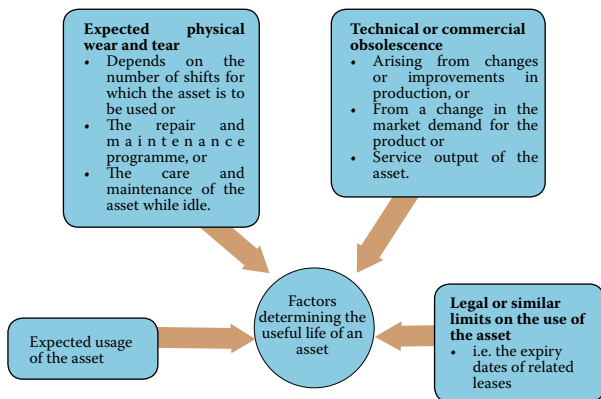 Expected physical
wear and tear
• Depends on the
number of shifts for
which the asset is to
be used or
• The repair and
maintenance
programme, or
• The care and
maintenance of the
asset while idle.
Technical or commercial
obsolescence
• Arising from changes
or improvements in
production, or
• From a change in the
market demand for the
product or
• Service output of the
asset.
Factors
determining the
useful life of an
asset
Expected usage
of the asset
Legal or similar
limits on the use of
the asset
• i.e. the expiry
dates of related
leases